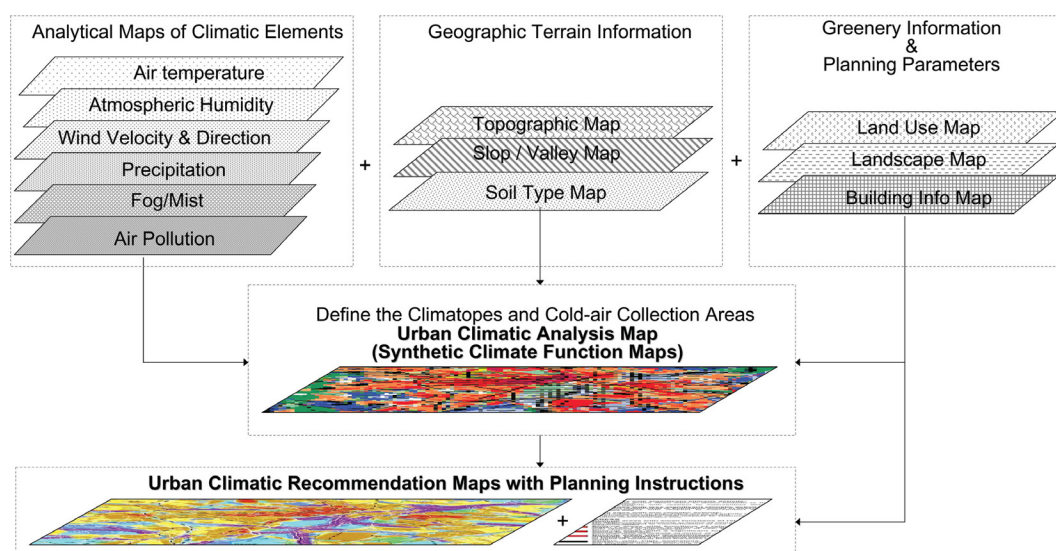 Analytical Maps of Climatic Elements
Air temperature
Atmospheric Humidity
Wind Velocity & Direction
Precipitation
Fog/Mist
Air Pollution
+
Geographic Terrain Information
Topographic Map
Slop / Valley Map
Soil Type Map
+
Greenery Information
&
Planning Parameters
Land Use Map
Landscape Map
Building Info Map
Define the Climatopes and Cold-air Collection Areas
Urban Climatic Analysis Map
(Synthetic Climate Function Maps)
Urban Climatic Recommendation Maps with Planning Instructions
+